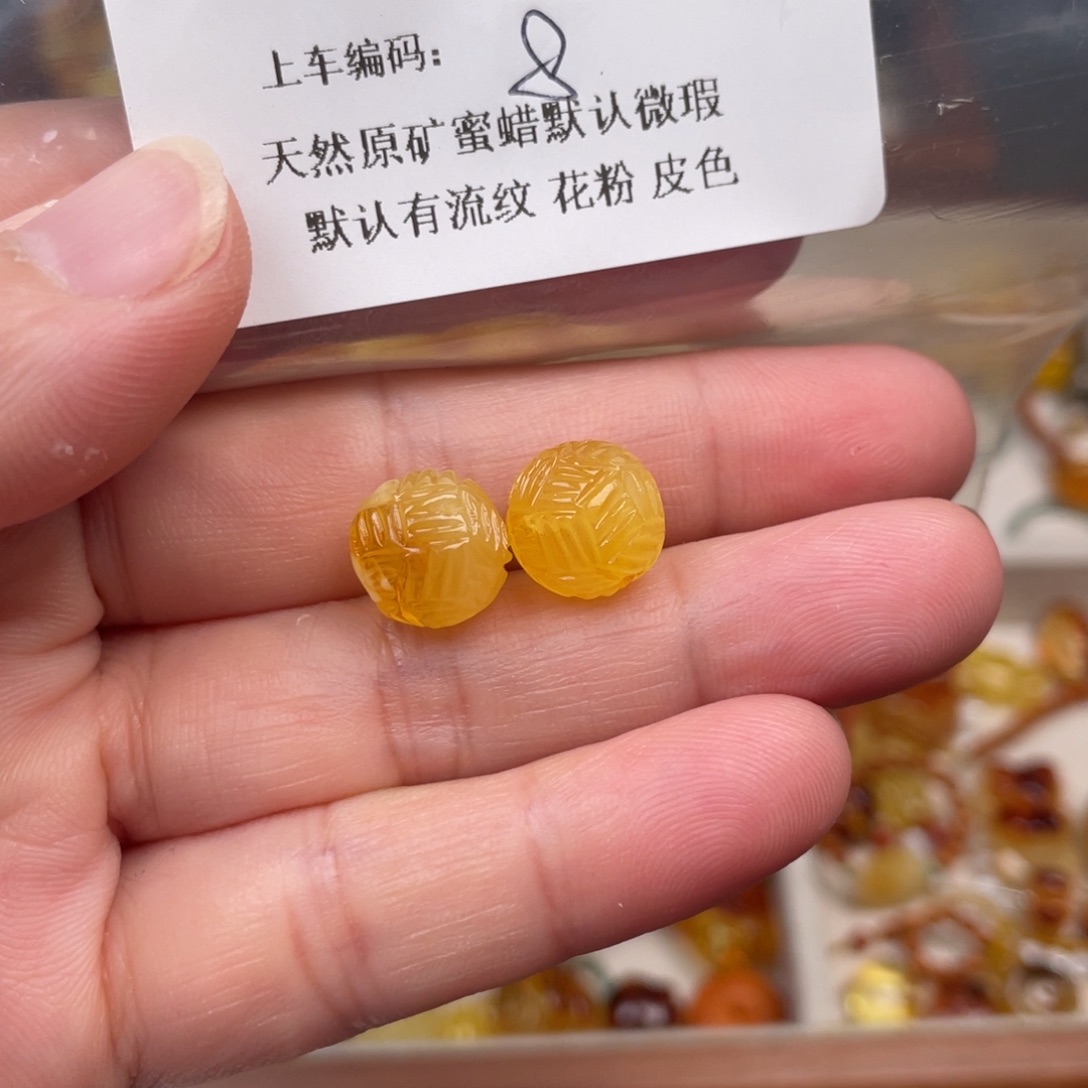 上车编码：8
天然原矿蜜蜡默认微瑕
默认有流纹 花粉 皮色